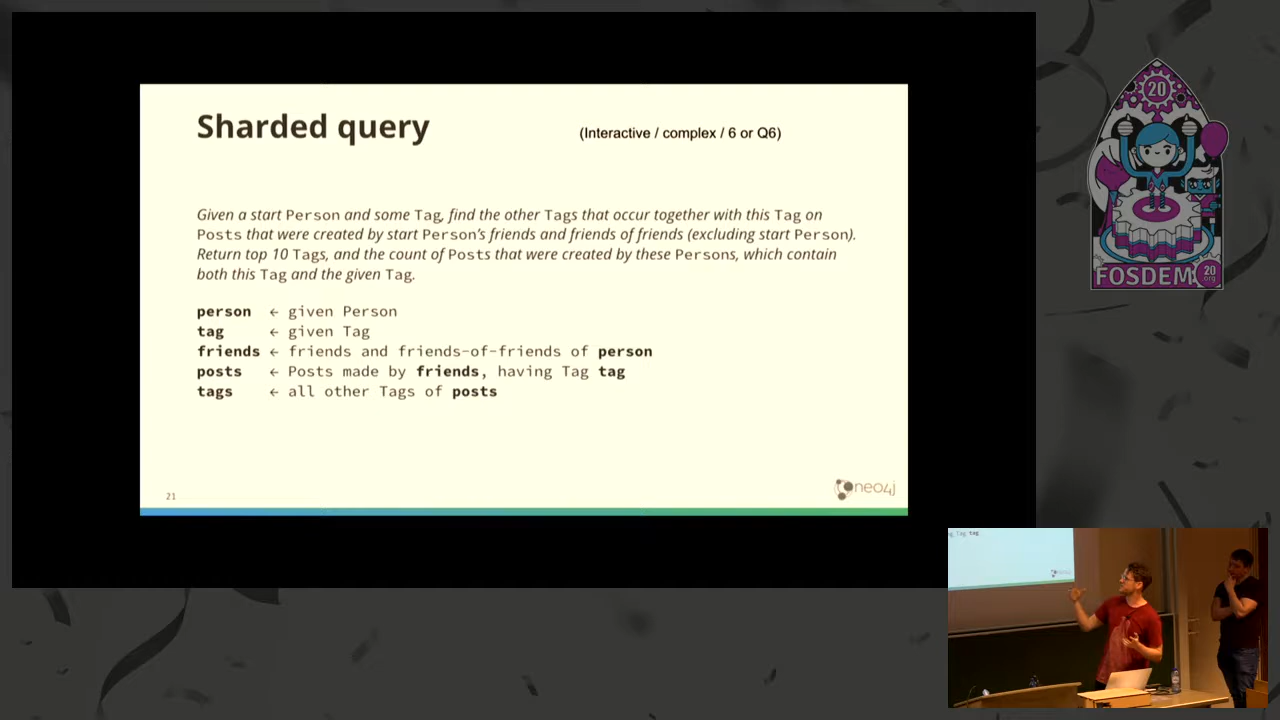 Sharded query
(Interactive / complex / 6 or Q6)
Given a start Person and some Tag, find the other Tags that occur together with this Tag on
Posts that were created by start Person's friends and friends of friends (excluding start Person).
Return top 10 Tags, and the count of Posts that were created by these Persons, which contain
both this Tag and the given Tag.
person ← given Person
tag ← given Tag
friends ← friends and friends-of-friends of person
posts ← Posts made by friends, having Tag tag
tags ← all other Tags of posts
21
neo4j
20
FOSDEM
20
.org
Tag tag
neo4j